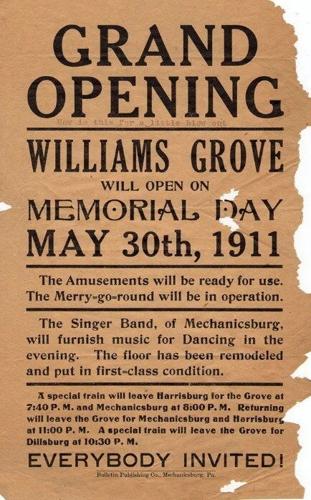 GRAND
OPENING
How is this for a little blow out
WILLIAMS GROVE
WILL OPEN ON
MEMORIAL DAY
MAY 30th, 1911
The Amusements will be ready for use.
The Merry=go=round will be in operation.
The Singer Band, of Mechanicsburg,
will furnish music for Dancing in the
evening. The floor has been remodeled
and put in first=class condition.
A special train will leave Harrisburg for the Grove at
7:40 P. M. and Mechanicsburg at 8:00 P. M. Returning
will leave the Grove for Mechanicsburg and Harrisburg
at 11:00 P. M. A special train will leave the Grove for
Dillsburg at 10:30 P. M.
EVERYBODY INVITED!
Bulletin Publishing Co., Mechanicsburg, Pa.